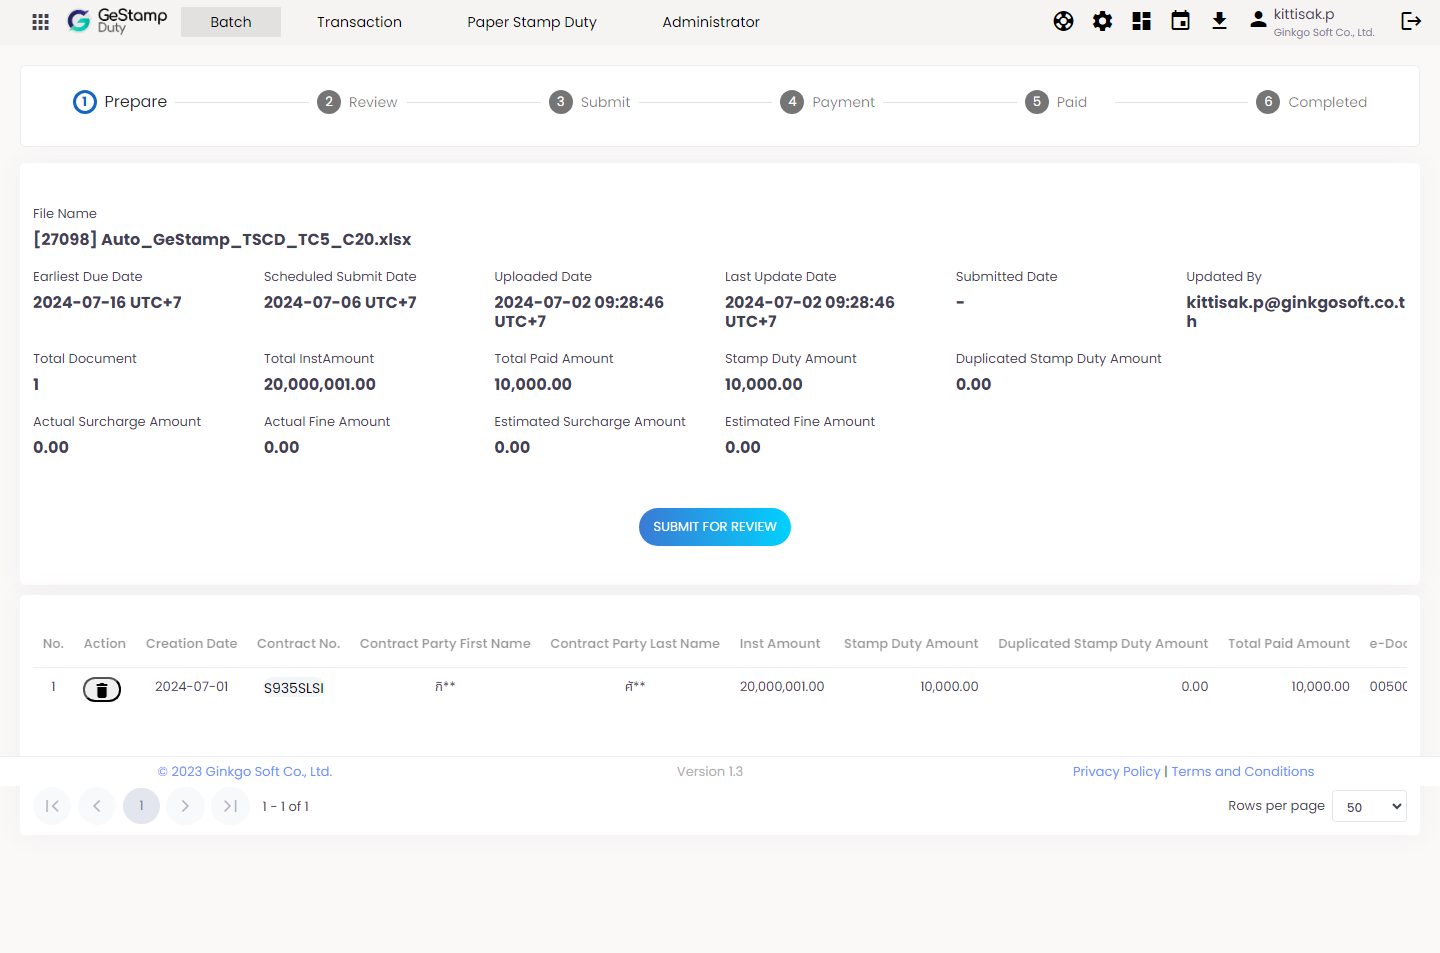 GeStamp
Duty
Batch
Transaction
Paper Stamp Duty
Administrator
kittisak.p
Ginkgo Soft Co., Ltd.
1 Prepare
2 Review
3 Submit
4 Payment
5 Paid
6 Completed
File Name
[27098] Auto_GeStamp_TSCD_TC5_C20.xlsx
Earliest Due Date
2024-07-16 UTC+7
Scheduled Submit Date
2024-07-06 UTC+7
Uploaded Date
2024-07-02 09:28:46
UTC+7
Last Update Date
2024-07-02 09:28:46
UTC+7
Submitted Date
-
Updated By
kittisak.p@ginkgosoft.co.t
h
Total Document
1
Total InstAmount
20,000,001.00
Total Paid Amount
10,000.00
Stamp Duty Amount
10,000.00
Duplicated Stamp Duty Amount
0.00
Actual Surcharge Amount
0.00
Actual Fine Amount
0.00
Estimated Surcharge Amount
0.00
Estimated Fine Amount
0.00
SUBMIT FOR REVIEW
No. Action Creation Date Contract No. Contract Party First Name Contract Party Last Name Inst Amount Stamp Duty Amount Duplicated Stamp Duty Amount Total Paid Amount e-Doc
1 2024-07-01 S935SLSI กิ** ศั** 20,000,001.00 10,000.00 0.00 10,000.00 00500
© 2023 Ginkgo Soft Co., Ltd.
Version 1.3
Privacy Policy | Terms and Conditions
1
1 - 1 of 1
Rows per page 50